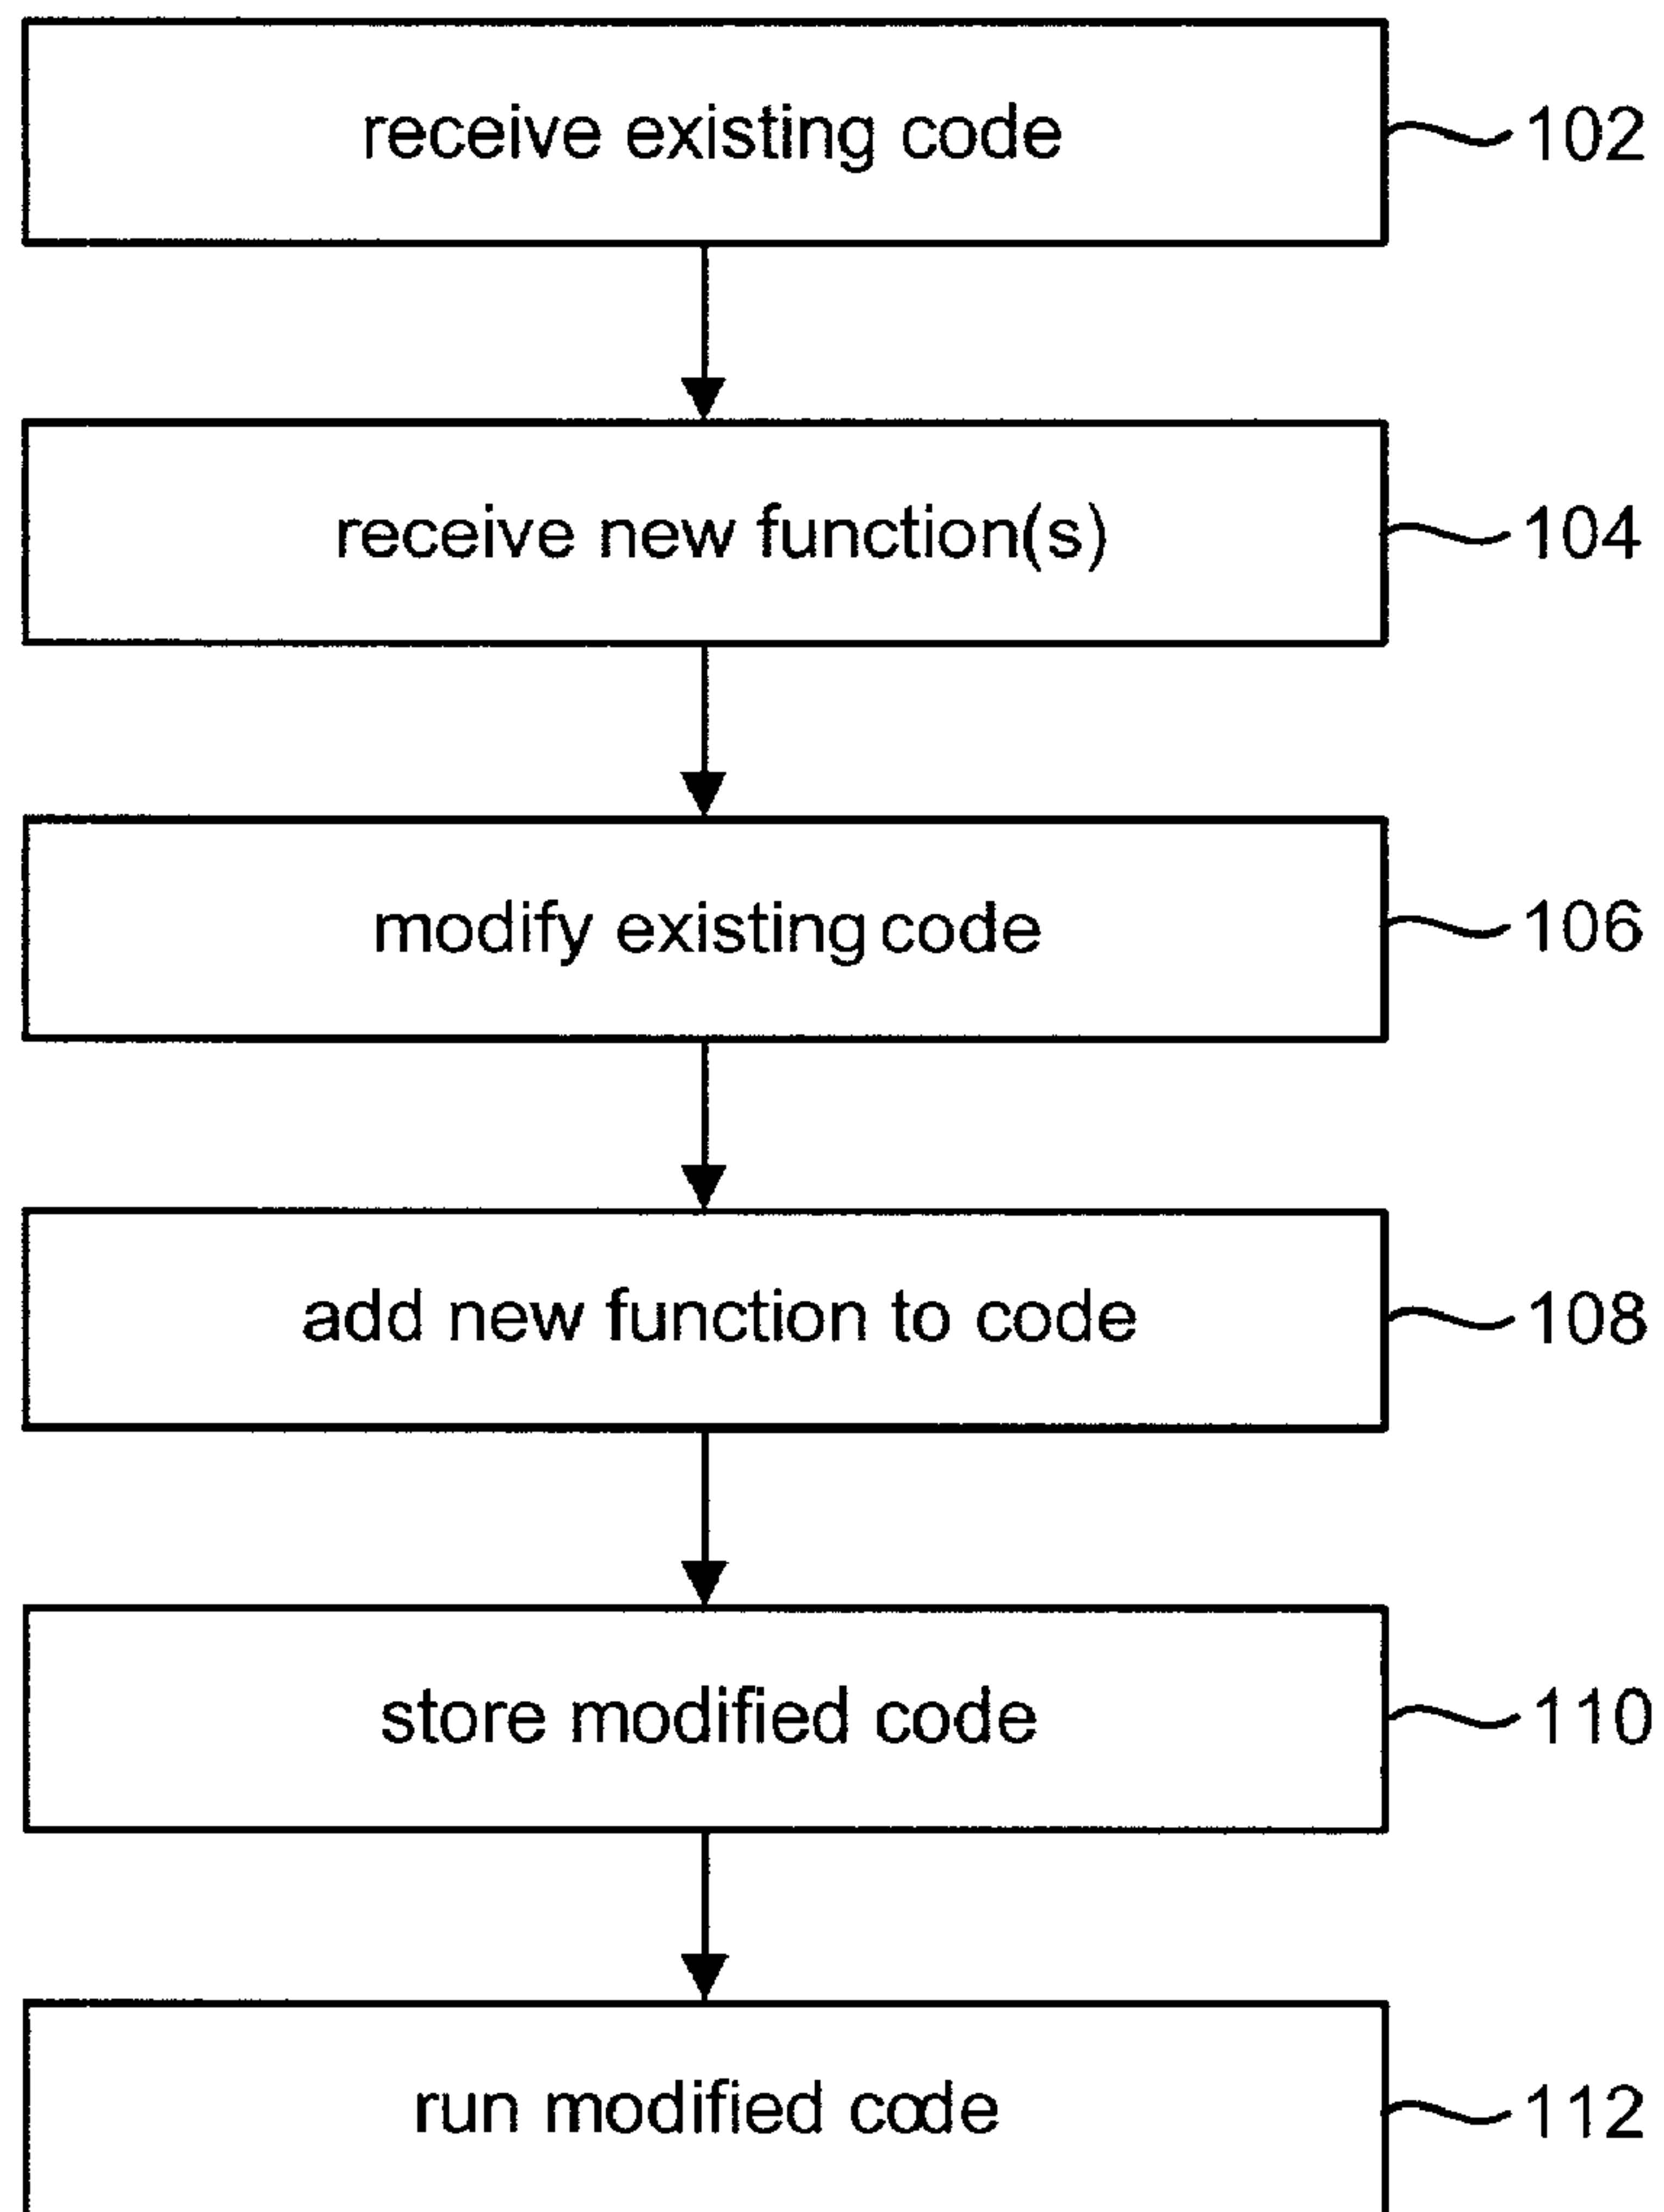 receive existing code 102
receive new function(s) 104
modify existing code 106
add new function to code 108
store modified code 110
run modified code 112